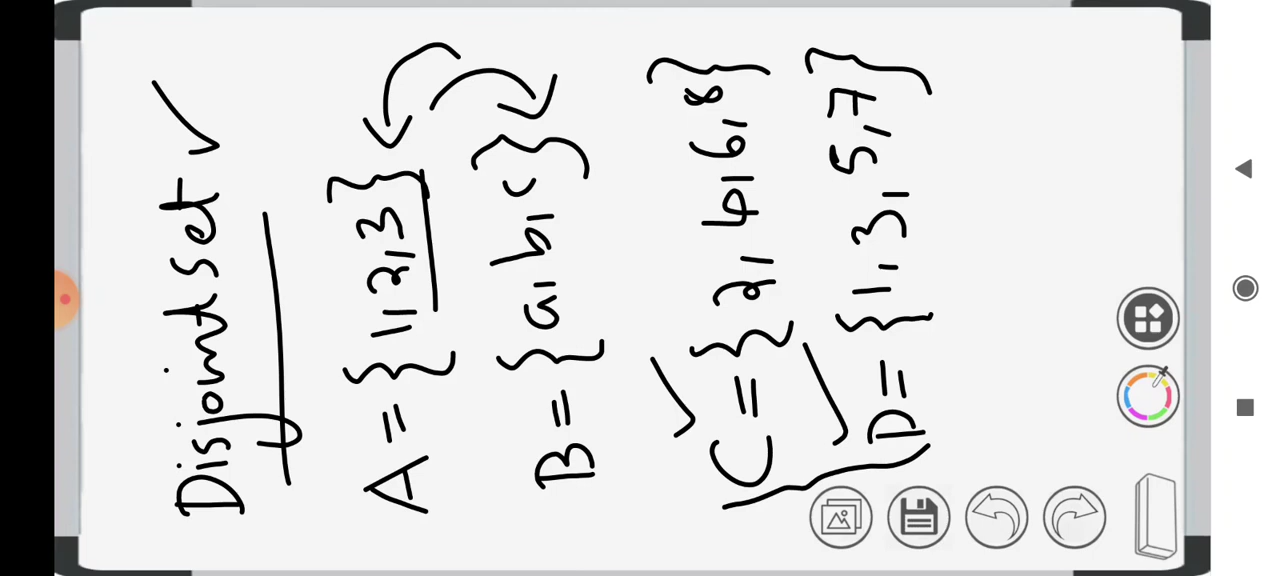 Disjoint set
A = {1,2,3}
B = {a,b,c}
C = {2,4,6,8}
D = {1,3,5,7}